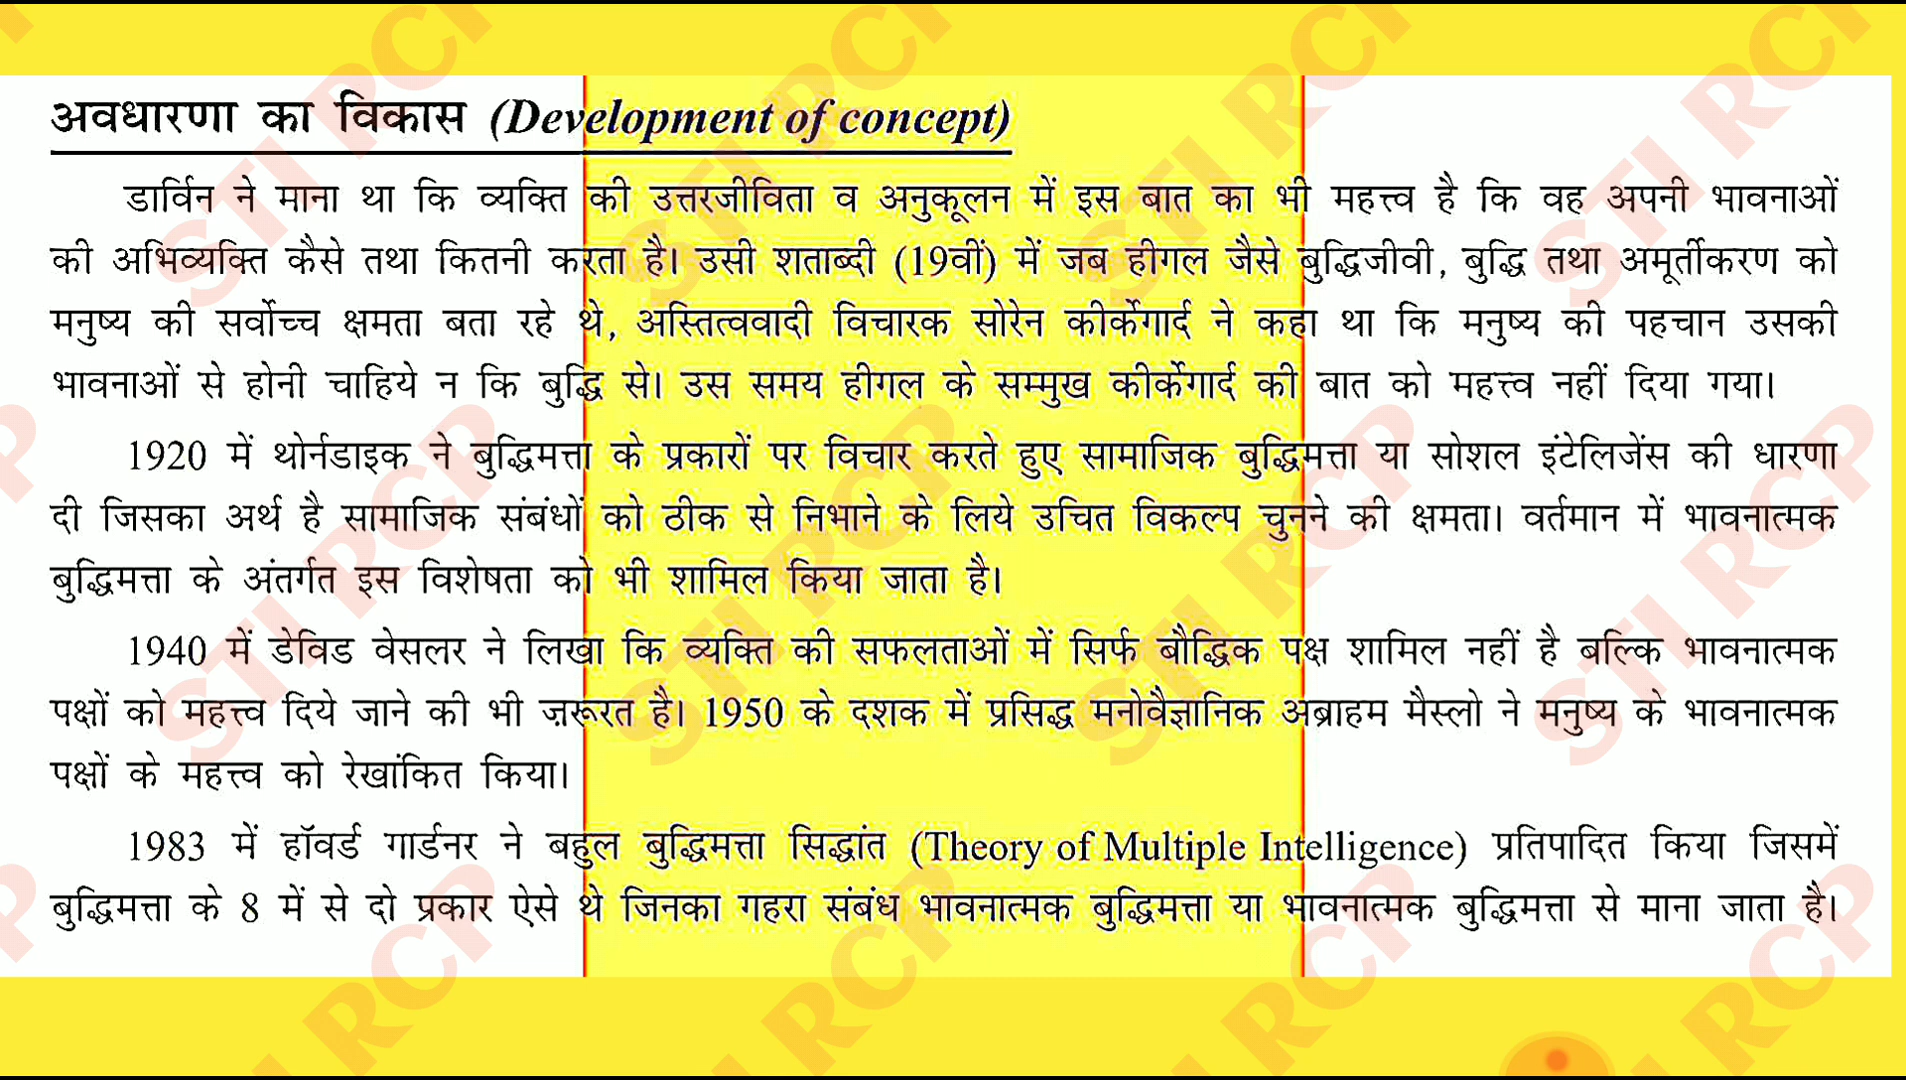 अवधारणा का विकास (Development of concept)
डार्विन ने माना था कि व्यक्ति की उत्तरजीविता व अनुकूलन में इस बात का भी महत्त्व है कि वह अपनी भावनाओं
की अभिव्यक्ति कैसे तथा कितनी करता है। उसी शताब्दी (19वीं) में जब हीगल जैसे बुद्धिजीवी, बुद्धि तथा अमूर्तीकरण को
मनुष्य की सर्वोच्च क्षमता बता रहे थे, अस्तित्ववादी विचारक सोरेन कीर्केगार्द ने कहा था कि मनुष्य की पहचान उसकी
भावनाओं से होनी चाहिये न कि बुद्धि से। उस समय हीगल के सम्मुख कीर्केगार्द की बात को महत्त्व नहीं दिया गया।
1920 में थोर्नडाइक ने बुद्धिमत्ता के प्रकारों पर विचार करते हुए सामाजिक बुद्धिमत्ता या सोशल इंटेलिजेंस की धारणा
दी जिसका अर्थ है सामाजिक संबंधों को ठीक से निभाने के लिये उचित विकल्प चुनने की क्षमता। वर्तमान में भावनात्मक
बुद्धिमत्ता के अंतर्गत इस विशेषता को भी शामिल किया जाता है।
1940 में डेविड वेसलर ने लिखा कि व्यक्ति की सफलताओं में सिर्फ बौद्धिक पक्ष शामिल नहीं है बल्कि भावनात्मक
पक्षों को महत्त्व दिये जाने की भी ज़रूरत है। 1950 के दशक में प्रसिद्ध मनोवैज्ञानिक अब्राहम मैस्लो ने मनुष्य के भावनात्मक
पक्षों के महत्त्व को रेखांकित किया।
1983 में हॉवर्ड गार्डनर ने बहुल बुद्धिमत्ता सिद्धांत (Theory of Multiple Intelligence) प्रतिपादित किया जिसमें
बुद्धिमत्ता के 8 में से दो प्रकार ऐसे थे जिनका गहरा संबंध भावनात्मक बुद्धिमत्ता या भावनात्मक बुद्धिमत्ता से माना जाता है।
STI RCP